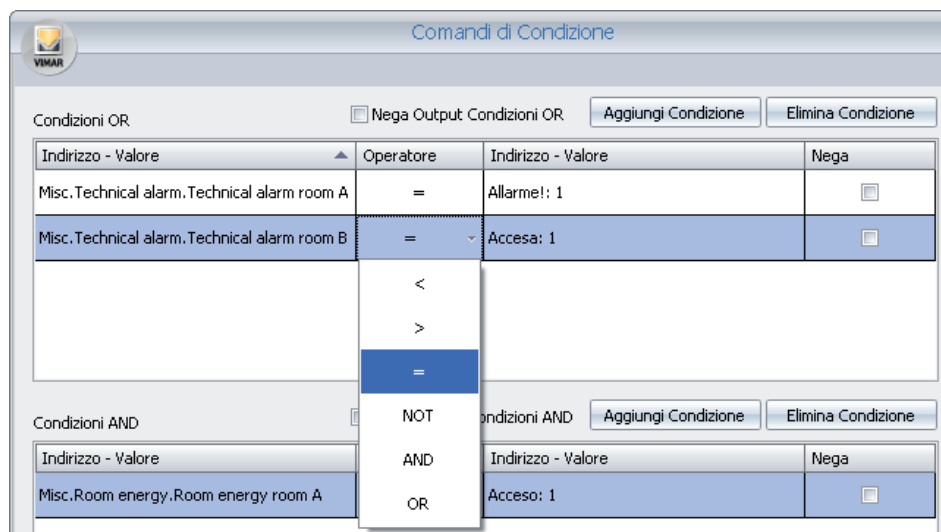 Comandi di Condizione
VIMAR
Condizioni OR Nega Output Condizioni OR Aggiungi Condizione Elimina Condizione
Indirizzo - Valore Operatore Indirizzo - Valore Nega
Misc.Technical alarm.Technical alarm room A = Allarme!: 1
Misc.Technical alarm.Technical alarm room B = Accesa: 1
<
>
=
NOT
AND
OR
Condizioni AND ondizioni AND Aggiungi Condizione Elimina Condizione
Indirizzo - Valore Indirizzo - Valore Nega
Misc.Room energy.Room energy room A Acceso: 1